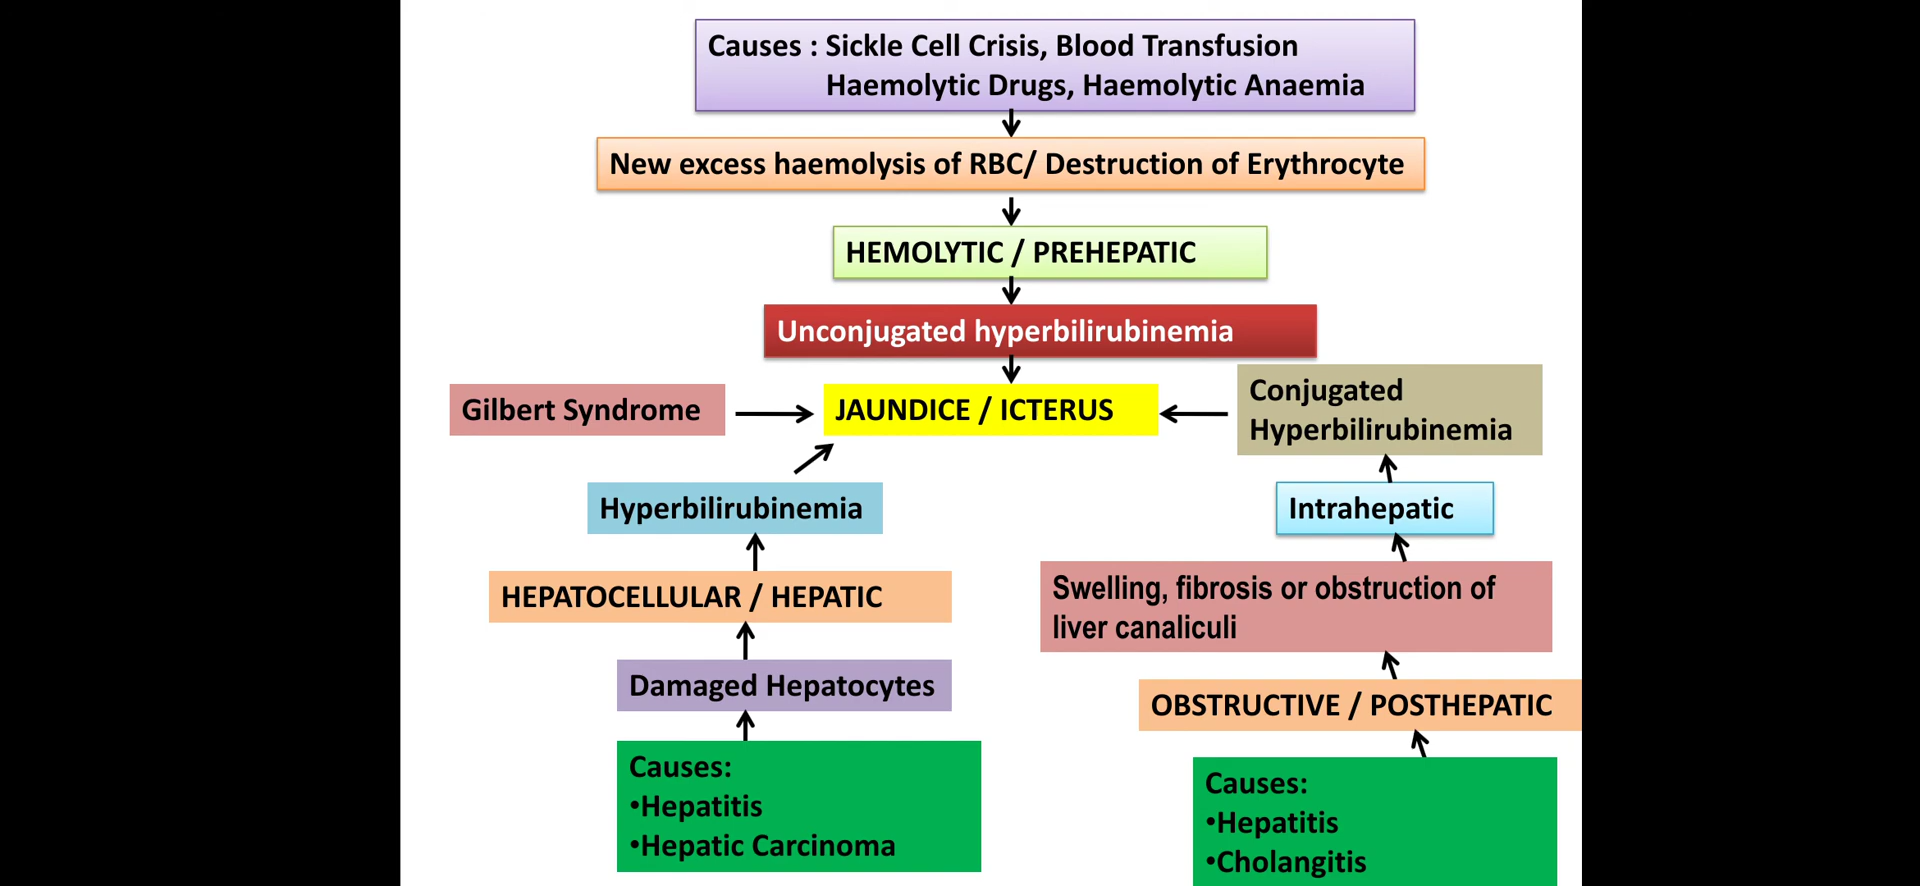 Causes : Sickle Cell Crisis, Blood Transfusion
Haemolytic Drugs, Haemolytic Anaemia
New excess haemolysis of RBC/ Destruction of Erythrocyte
HEMOLYTIC / PREHEPATIC
Unconjugated hyperbilirubinemia
Gilbert Syndrome
JAUNDICE / ICTERUS
Conjugated
Hyperbilirubinemia
Hyperbilirubinemia
Intrahepatic
HEPATOCELLULAR / HEPATIC
Swelling, fibrosis or obstruction of
liver canaliculi
Damaged Hepatocytes
OBSTRUCTIVE / POSTHEPATIC
Causes:
•Hepatitis
•Hepatic Carcinoma
Causes:
•Hepatitis
•Cholangitis